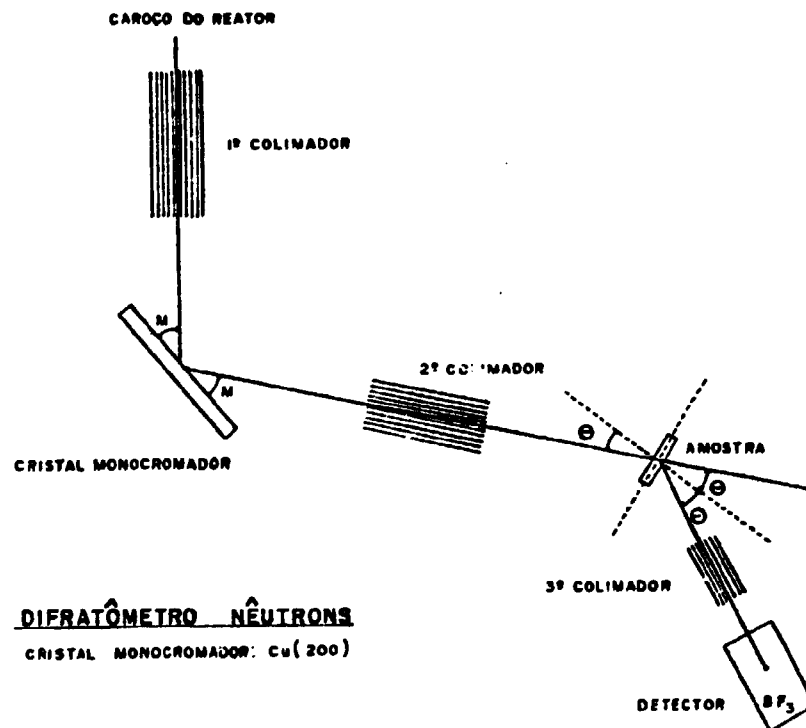 CAROÇO DO REATOR
1º COLIMADOR
M
M
2º COLIMADOR
Θ
AMOSTRA
CRISTAL MONOCROMADOR
Θ
Θ
3º COLIMADOR
DIFRATÔMETRO NÊUTRONS
CRISTAL MONOCROMADOR: Cu(200)
DETECTOR
BF₃